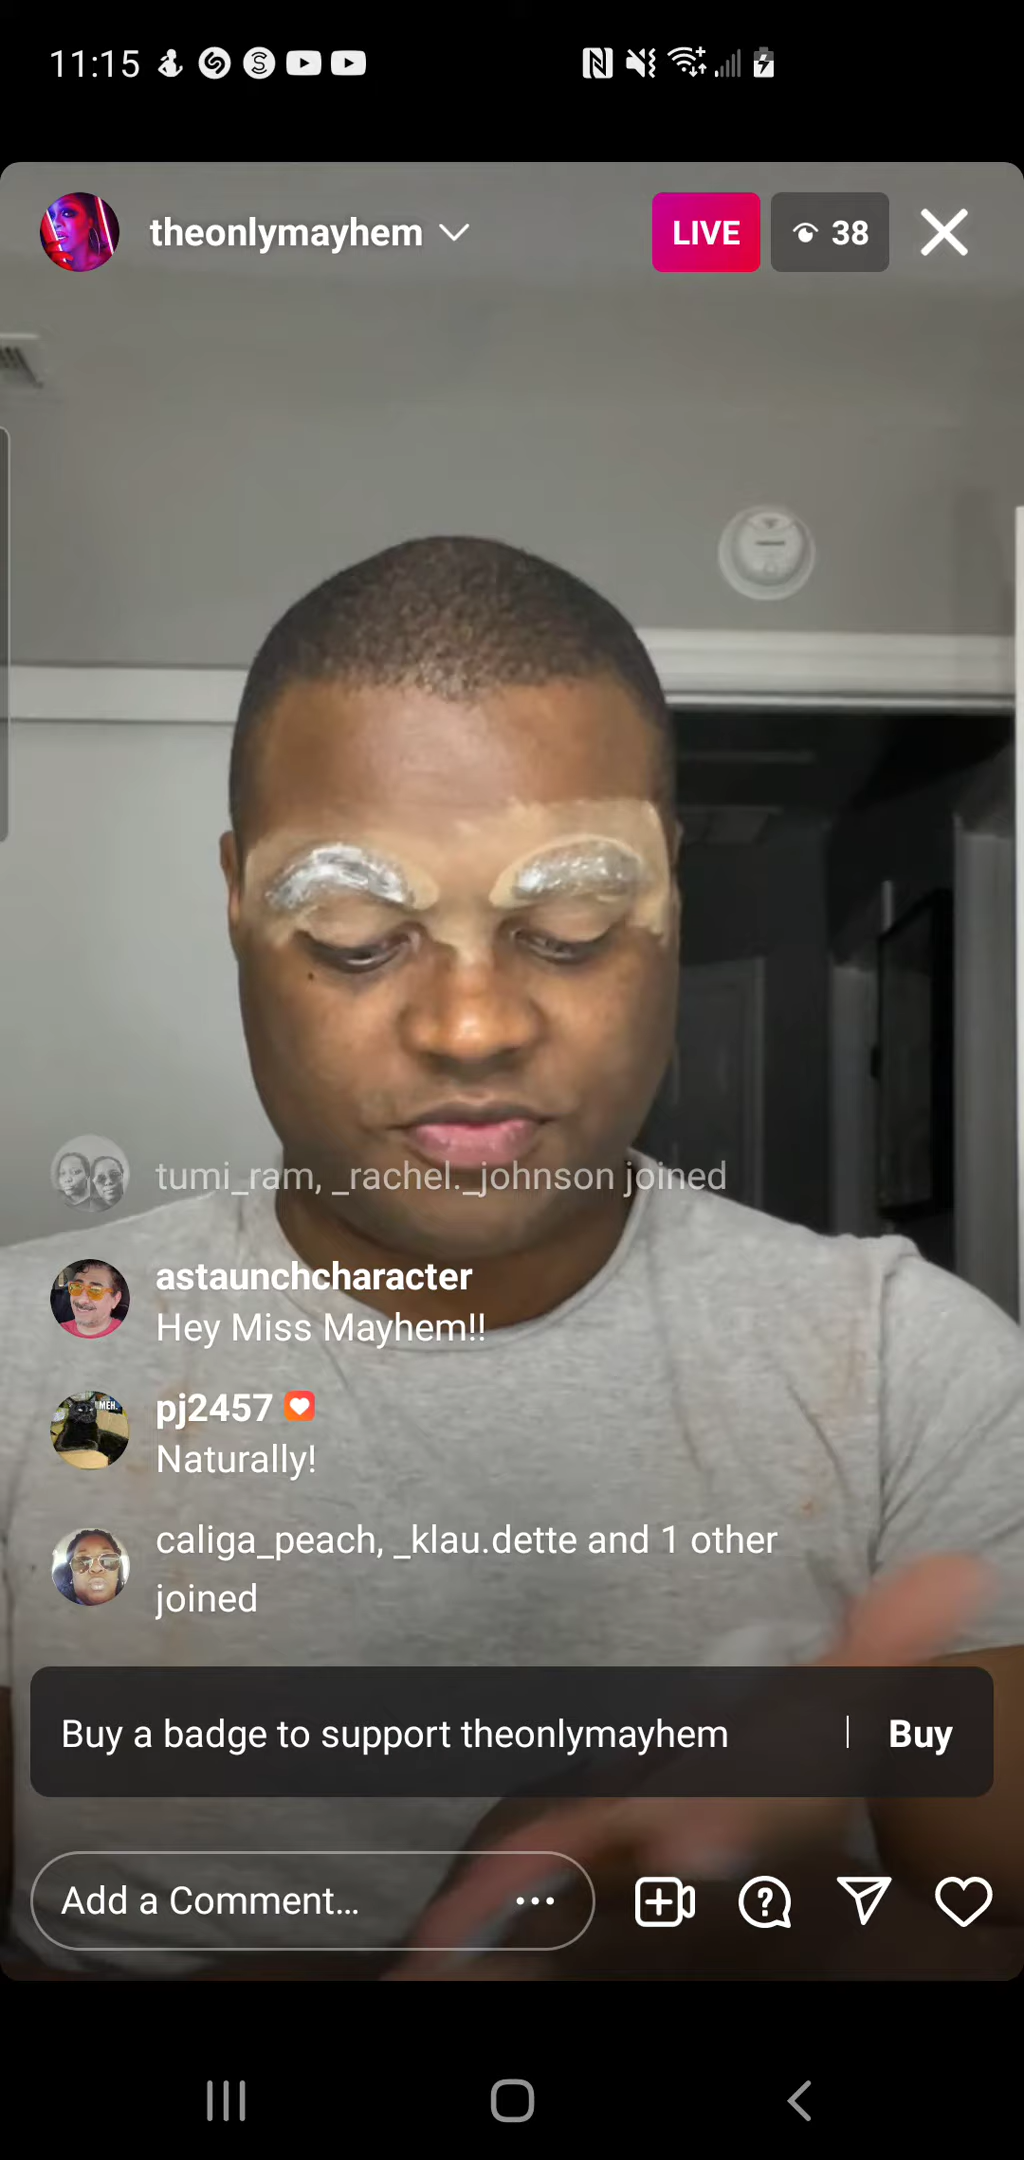 11:15
theonlymayhem
LIVE
38
tumi_ram, _rachel._johnson joined
astaunchcharacter
Hey Miss Mayhem!!
MEH.
pj2457
Naturally!
caliga_peach, _klau.dette and 1 other
joined
Buy a badge to support theonlymayhem | Buy
Add a Comment...